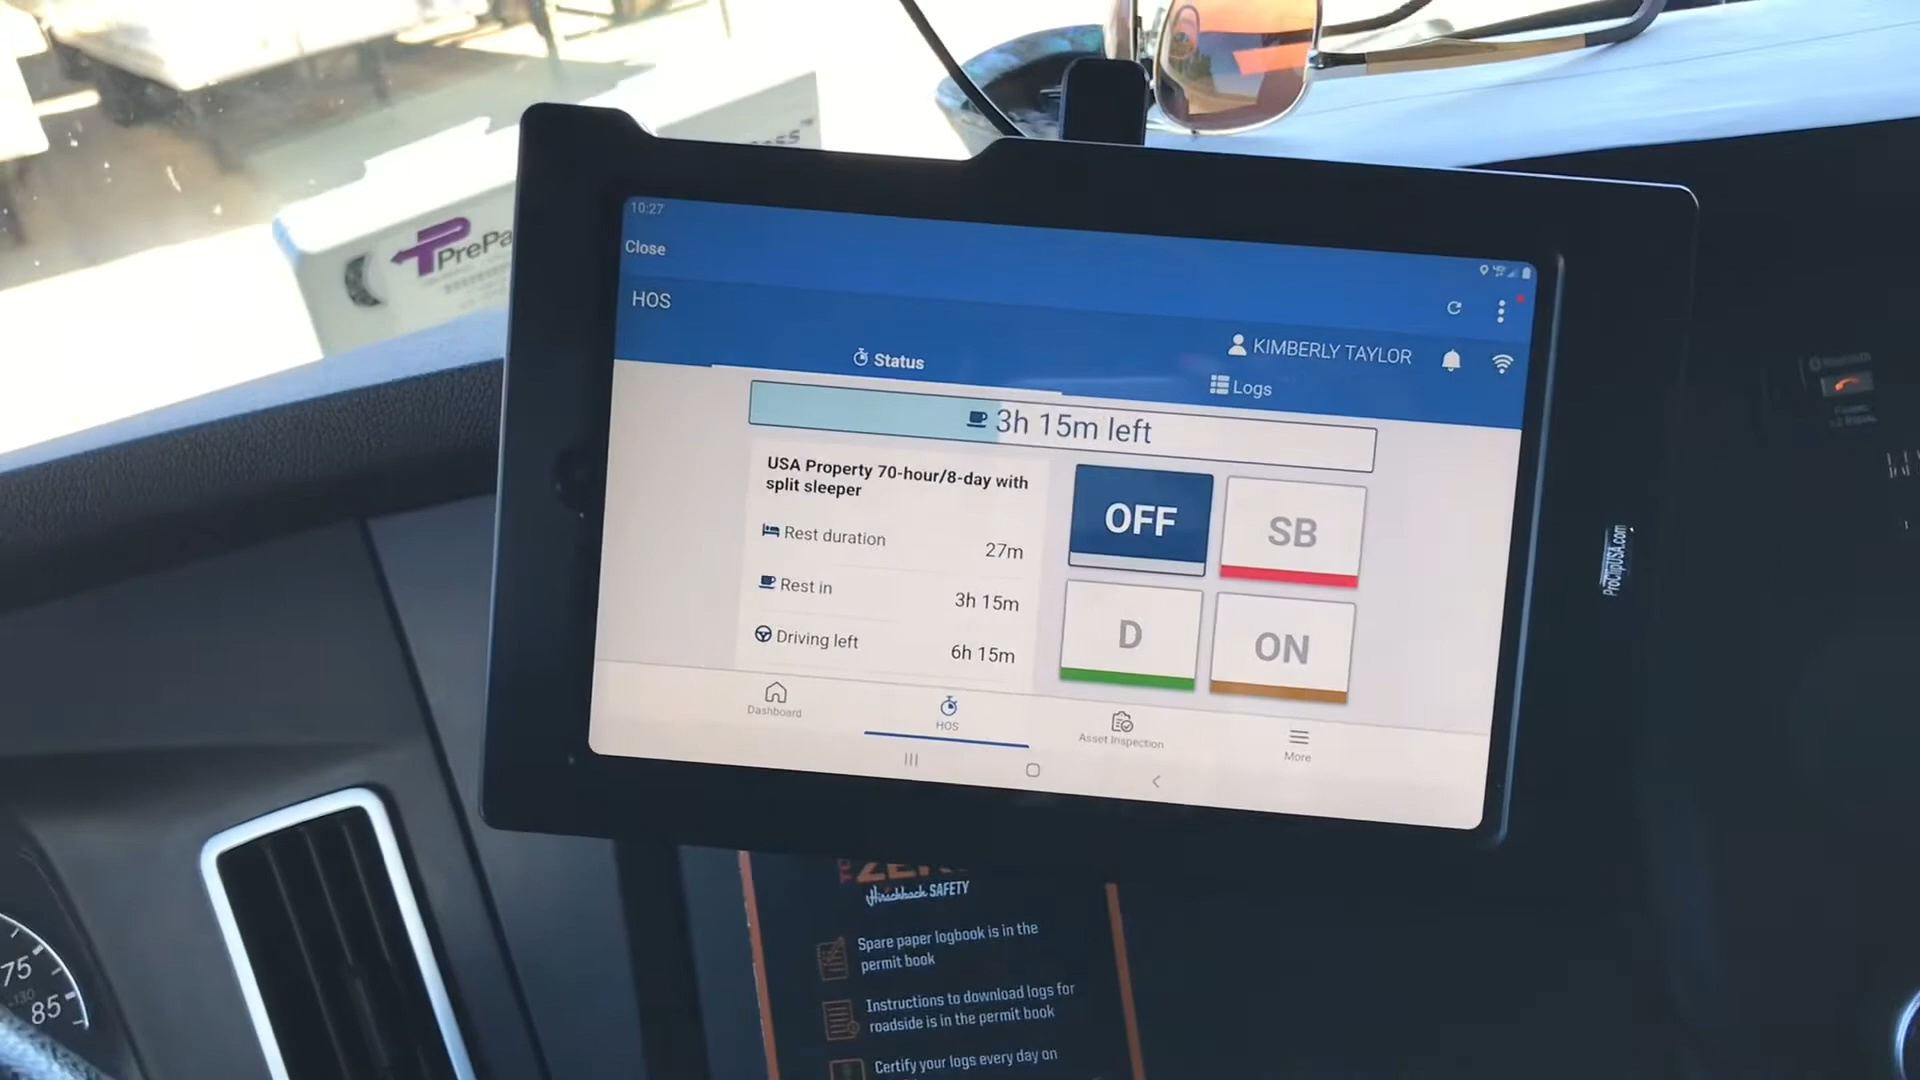 10:27
Close
HOS
KIMBERLY TAYLOR
Status
Logs
3h 15m left
USA Property 70-hour/8-day with
split sleeper
Rest duration 27m
Rest in 3h 15m
Driving left 6h 15m
OFF
SB
D
ON
Dashboard
HOS
Asset Inspection
More
PrePa
ess™
ProClipUSA.com
Hirschbach SAFETY
Spare paper logbook is in the
permit book
Instructions to download logs for
roadside is in the permit book
Certify your logs every day on
75
130
85